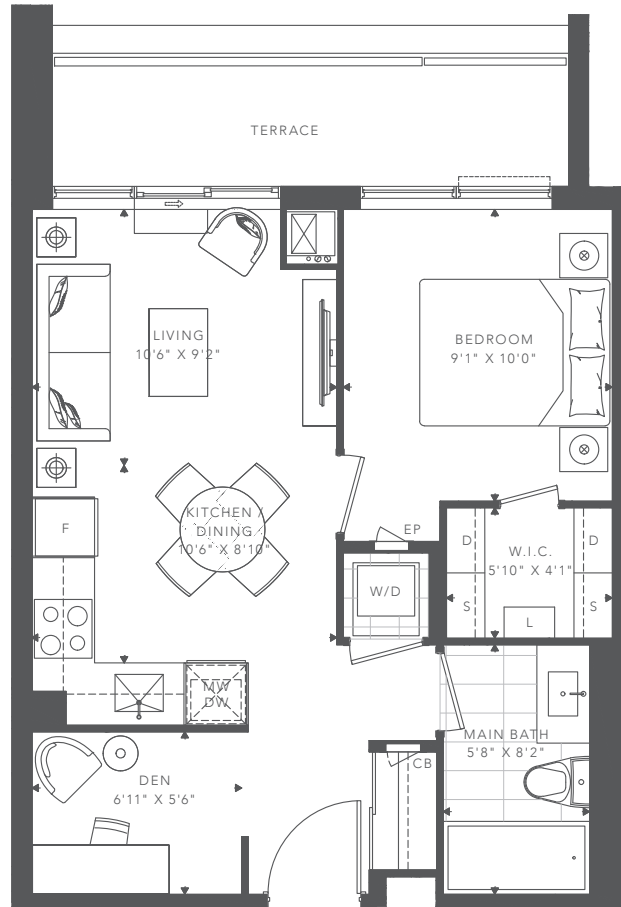 TERRACE
LIVING
10'6" X 9'2"
BEDROOM
9'1" X 10'0"
KITCHEN /
DINING
10'6" X 8'10"
F
EP
W/D
D
D
W.I.C.
5'10" X 4'1"
S
S
L
MW
DW
MAIN BATH
5'8" X 8'2"
CB
DEN
6'11" X 5'6"